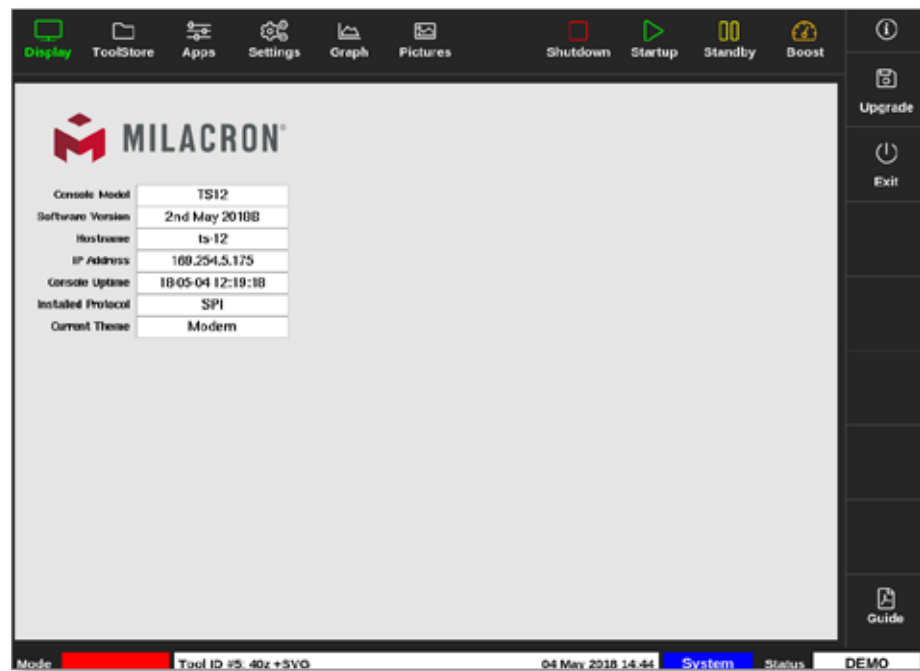 Display ToolStore Apps Settings Graph Pictures Shutdown Startup Standby Boost
Upgrade
Exit
MILACRON®
Console Model TS12
Software Version 2nd May 2018B
Hostname ts-12
IP Address 169.254.5.175
Console Uptime 18-05-04 12:19:18
Installed Protocol SPI
Current Theme Modern
Guide
Mode Tool ID #5: 40z +SVG 04 May 2018 14:44 System Status DEMO